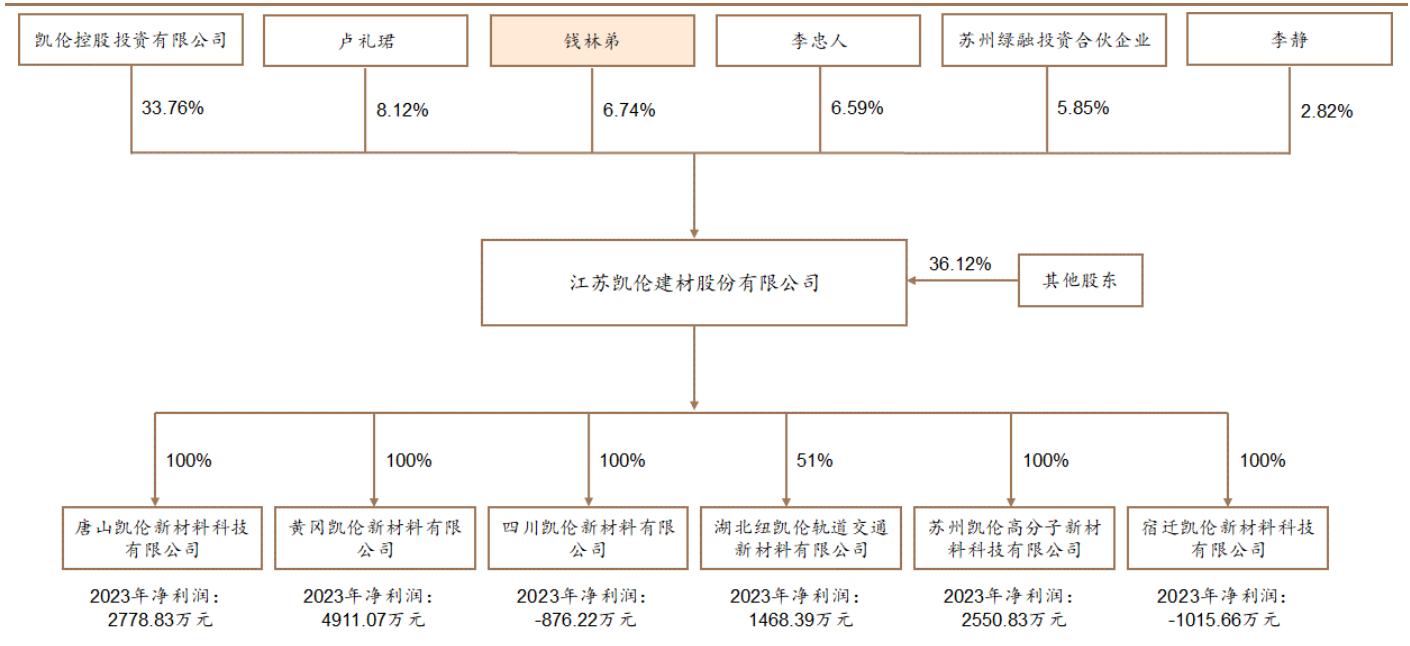 凯伦控股投资有限公司
卢礼珺
钱林弟
李忠人
苏州绿融投资合伙企业
李静
33.76%
8.12%
6.74%
6.59%
5.85%
2.82%
江苏凯伦建材股份有限公司
36.12%
其他股东
100%
100%
100%
51%
100%
100%
唐山凯伦新材料科技
有限公司
黄冈凯伦新材料有限
公司
四川凯伦新材料有限
公司
湖北纽凯伦轨道交通
新材料有限公司
苏州凯伦高分子新材
料科技有限公司
宿迁凯伦新材料科技
有限公司
2023年净利润：
2778.83万元
2023年净利润：
4911.07万元
2023年净利润：
-876.22万元
2023年净利润：
1468.39万元
2023年净利润：
2550.83万元
2023年净利润：
-1015.66万元